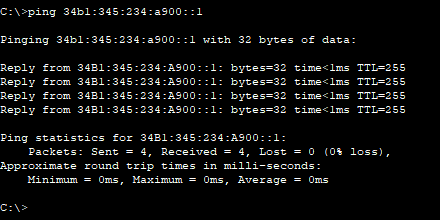 C:\>ping 34b1:345:234:a900::1
Pinging 34b1:345:234:a900::1 with 32 bytes of data:
Reply from 34B1:345:234:A900::1: bytes=32 time<1ms TTL=255
Reply from 34B1:345:234:A900::1: bytes=32 time<1ms TTL=255
Reply from 34B1:345:234:A900::1: bytes=32 time<1ms TTL=255
Reply from 34B1:345:234:A900::1: bytes=32 time<1ms TTL=255
Ping statistics for 34B1:345:234:A900::1:
Packets: Sent = 4, Received = 4, Lost = 0 (0% loss),
Approximate round trip times in milli-seconds:
Minimum = 0ms, Maximum = 0ms, Average = 0ms
C:\>